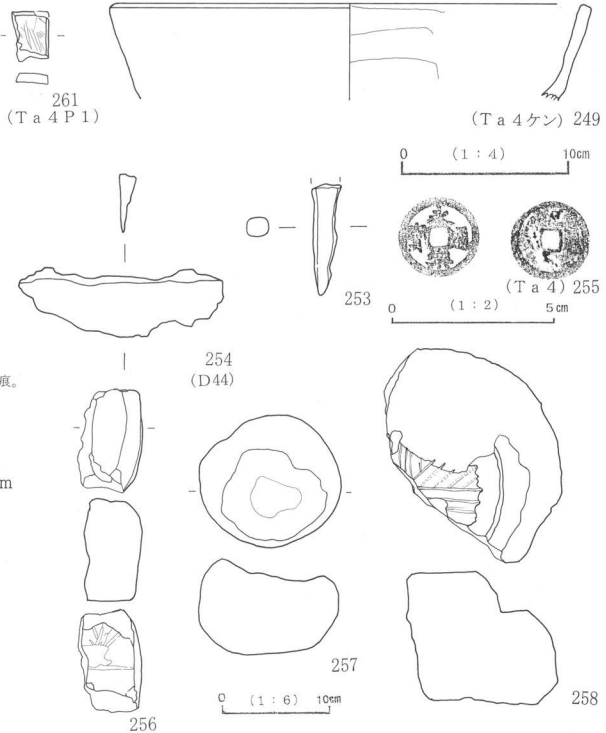 261
(Ta4P1)
(Ta4ケン) 249
0 (1:4) 10cm
253
(Ta4) 255
0 (1:2) 5cm
254
(D44)
痕。
m
257
0 (1:6) 10cm
256
258